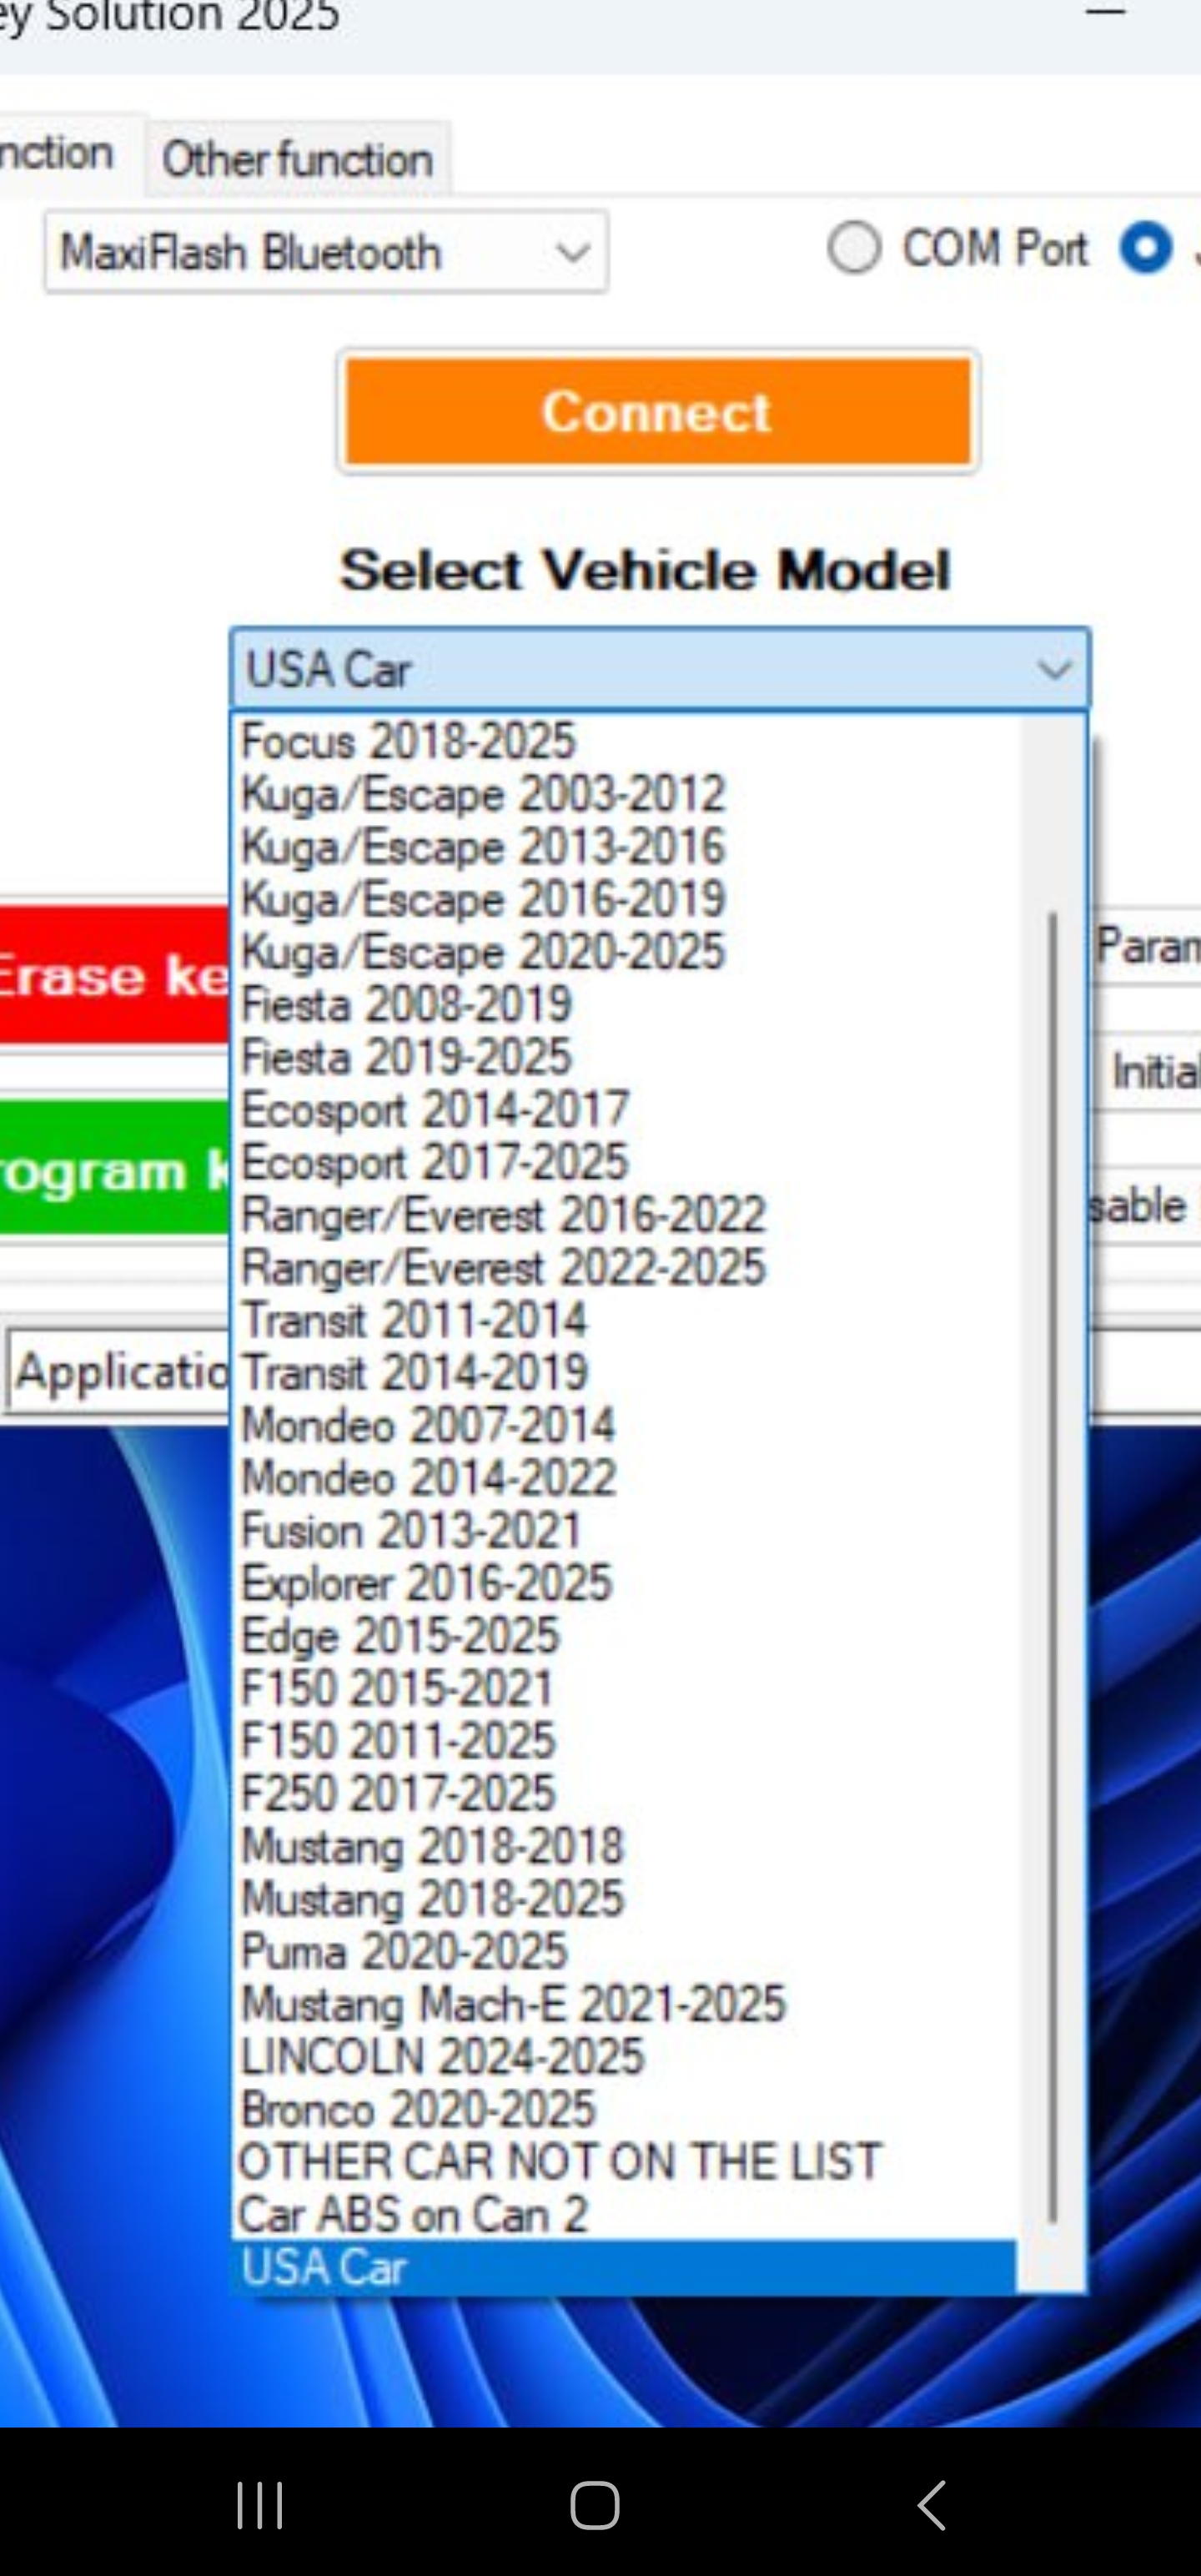 ey Solution 2025
nction Other function
MaxiFlash Bluetooth COM Port
Connect
Select Vehicle Model
USA Car
Focus 2018-2025
Kuga/Escape 2003-2012
Kuga/Escape 2013-2016
Kuga/Escape 2016-2019
Kuga/Escape 2020-2025
Fiesta 2008-2019
Fiesta 2019-2025
Ecosport 2014-2017
Ecosport 2017-2025
Ranger/Everest 2016-2022
Ranger/Everest 2022-2025
Transit 2011-2014
Transit 2014-2019
Mondeo 2007-2014
Mondeo 2014-2022
Fusion 2013-2021
Explorer 2016-2025
Edge 2015-2025
F150 2015-2021
F150 2011-2025
F250 2017-2025
Mustang 2018-2018
Mustang 2018-2025
Puma 2020-2025
Mustang Mach-E 2021-2025
LINCOLN 2024-2025
Bronco 2020-2025
OTHER CAR NOT ON THE LIST
Car ABS on Can 2
USA Car
Erase ke
rogram k
Applicatio
Param
Initial
sable